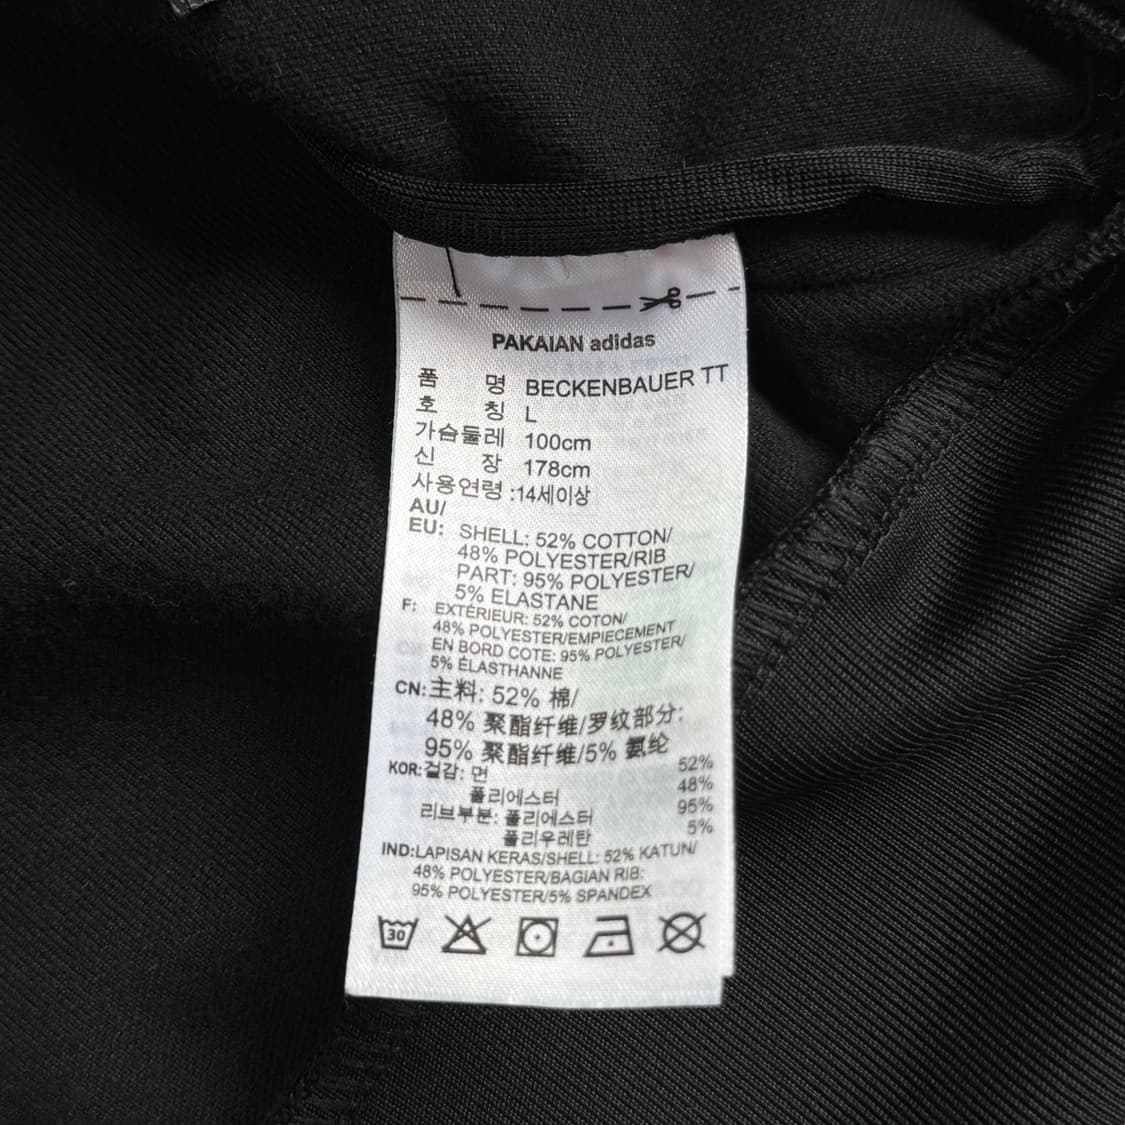 PAKAIAN adidas
품 명 BECKENBAUER TT
호 칭 L
가슴둘레 100cm
신 장 178cm
사용연령 :14세이상
AU/
EU: SHELL: 52% COTTON/
48% POLYESTER/RIB
PART: 95% POLYESTER/
5% ELASTANE
F: EXTÉRIEUR: 52% COTON/
48% POLYESTER/EMPIECEMENT
EN BORD COTE: 95% POLYESTER/
5% ÉLASTHANNE
CN:主料: 52% 棉/
48% 聚酯纤维/罗纹部分:
95% 聚酯纤维/5% 氨纶
KOR:겉감: 면 52%
폴리에스터 48%
리브부분: 폴리에스터 95%
폴리우레탄 5%
IND:LAPISAN KERAS/SHELL: 52% KATUN/
48% POLYESTER/BAGIAN RIB:
95% POLYESTER/5% SPANDEX
30